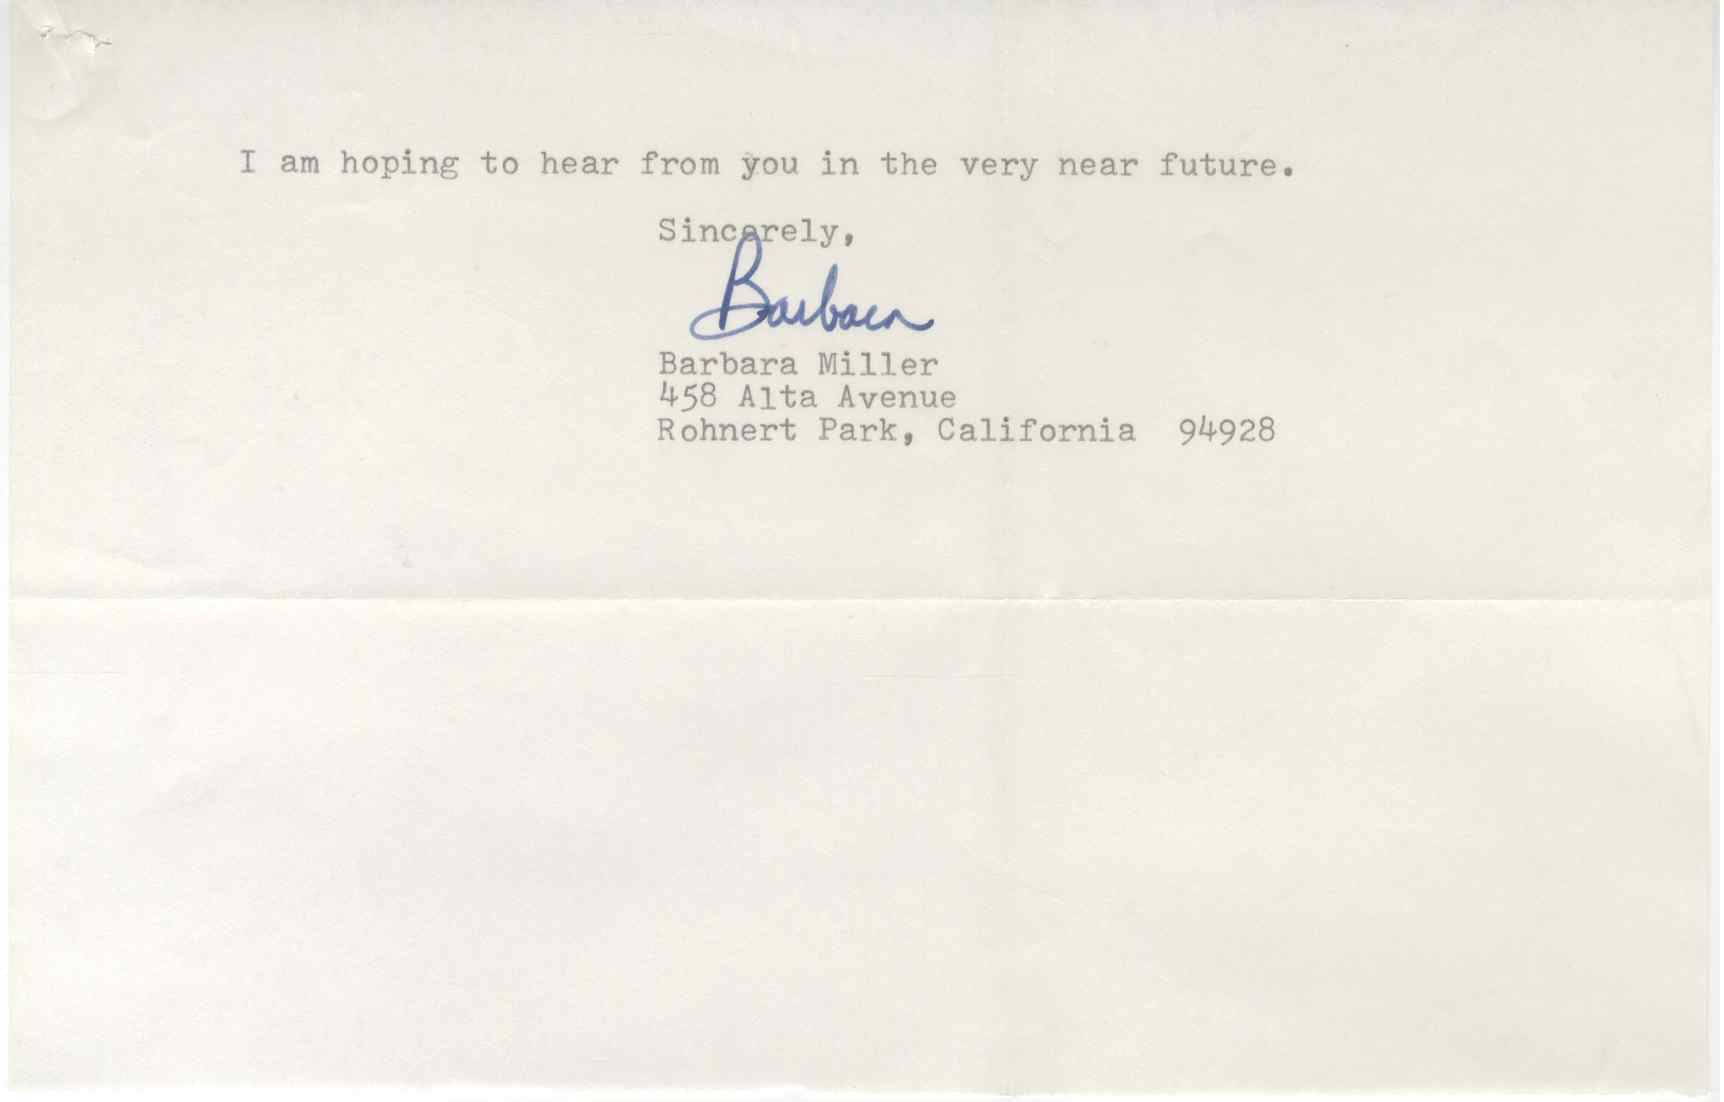 I am hoping to hear from you in the very near future.
Sincerely,
Barbara
Barbara Miller
458 Alta Avenue
Rohnert Park, California  94928